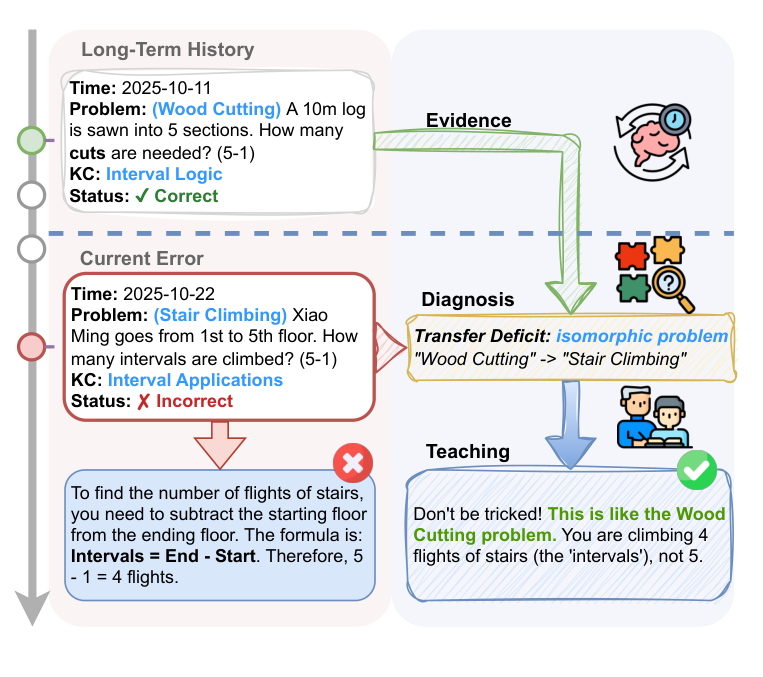 Long-Term History
Time: 2025-10-11
Problem: (Wood Cutting) A 10m log
is sawn into 5 sections. How many
cuts are needed? (5-1)
KC: Interval Logic
Status: ✓ Correct
Evidence
Current Error
Time: 2025-10-22
Problem: (Stair Climbing) Xiao
Ming goes from 1st to 5th floor. How
many intervals are climbed? (5-1)
KC: Interval Applications
Status: ✗ Incorrect
Diagnosis
Transfer Deficit: isomorphic problem
"Wood Cutting" -> "Stair Climbing"
To find the number of flights of stairs,
you need to subtract the starting floor
from the ending floor. The formula is:
Intervals = End - Start. Therefore, 5
- 1 = 4 flights.
Teaching
Don't be tricked! This is like the Wood
Cutting problem. You are climbing 4
flights of stairs (the 'intervals'), not 5.